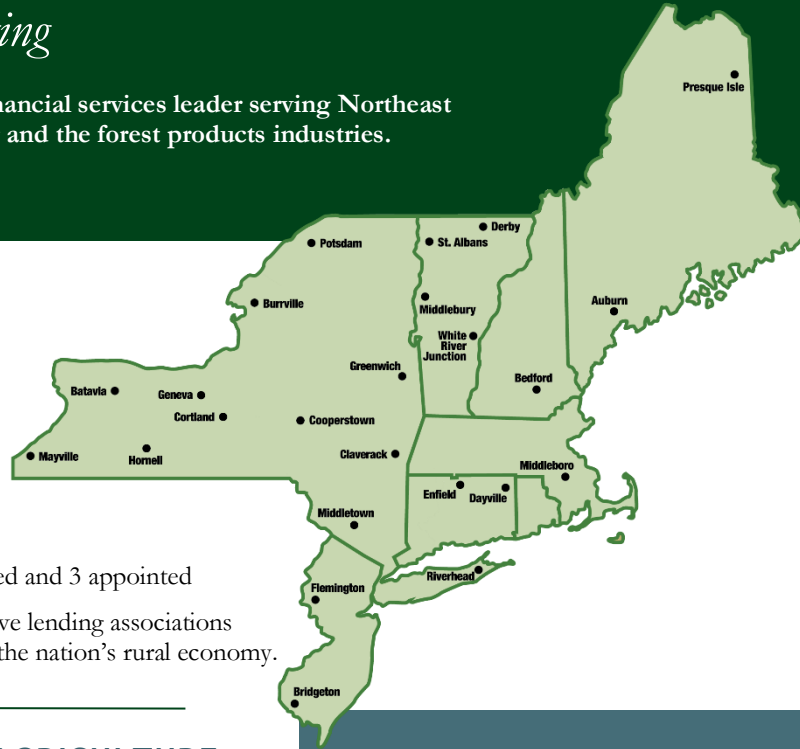 nancial services leader serving Northeast
and the forest products industries.
Presque Isle
Derby
Potsdam
St. Albans
Burrville
Middlebury
Auburn
White
River
Junction
Greenwich
Bedford
Batavia
Geneva
Cortland
Cooperstown
Claverack
Mayville
Hornell
Middleboro
Enfield
Dayville
Middletown
Riverhead
Flemington
ed and 3 appointed
ve lending associations
the nation's rural economy.
Bridgeton